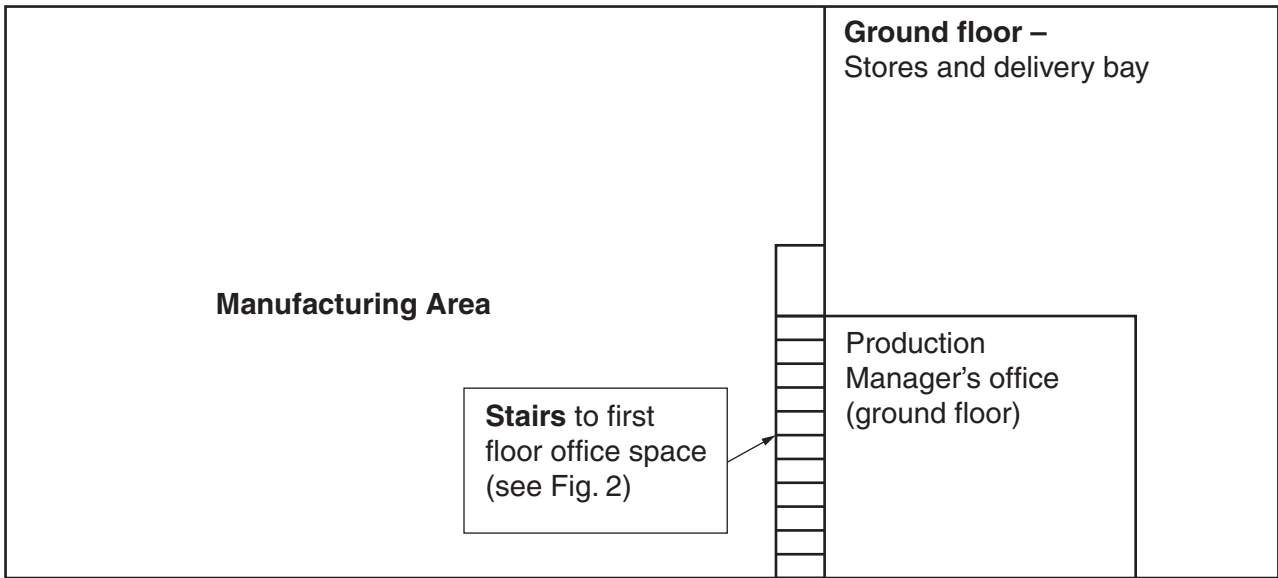 Ground floor –
Stores and delivery bay
Manufacturing Area
Production
Manager’s office
(ground floor)
Stairs to first
floor office space
(see Fig. 2)